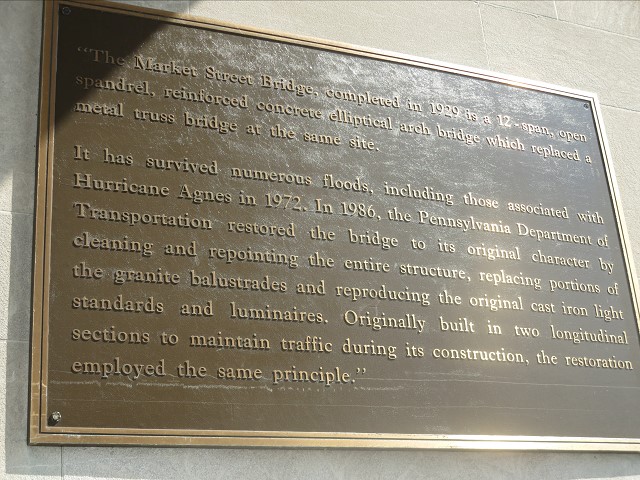 “The Market Street Bridge, completed in 1929 is a 12-span, open
spandrel, reinforced concrete elliptical arch bridge which replaced a
metal truss bridge at the same site.
It has survived numerous floods, including those associated with
Hurricane Agnes in 1972. In 1986, the Pennsylvania Department of
Transportation restored the bridge to its original character by
cleaning and repointing the entire structure, replacing portions of
the granite balustrades and reproducing the original cast iron light
standards and luminaires. Originally built in two longitudinal
sections to maintain traffic during its construction, the restoration
employed the same principle.”